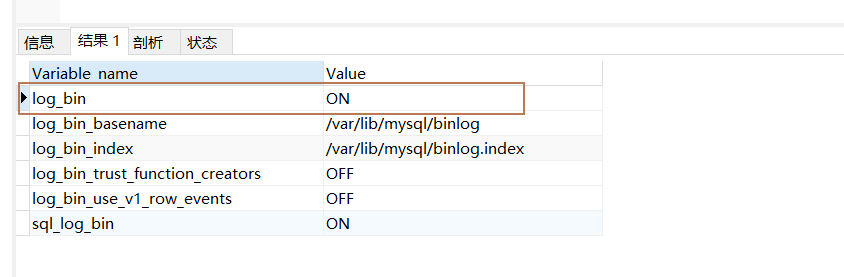 信息 结果 1 剖析 状态
Variable_name Value
log_bin ON
log_bin_basename /var/lib/mysql/binlog
log_bin_index /var/lib/mysql/binlog.index
log_bin_trust_function_creators OFF
log_bin_use_v1_row_events OFF
sql_log_bin ON